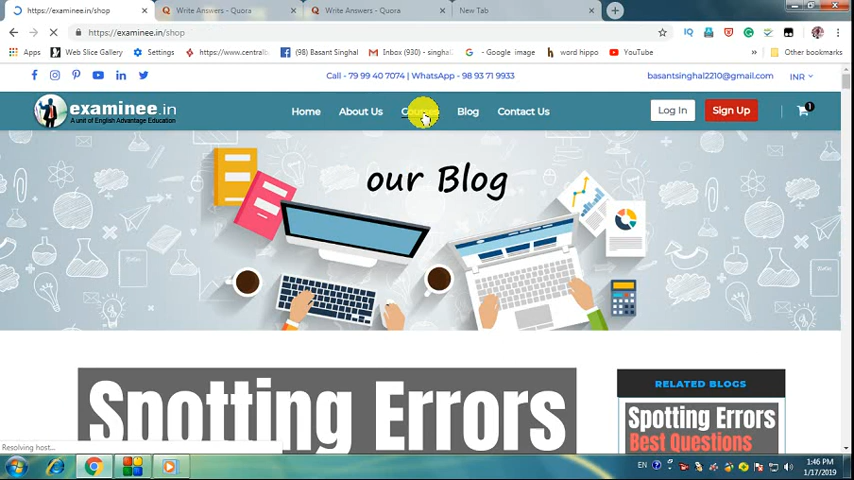 https://examinee.in/shop
Write Answers - Quora
Write Answers - Quora
New Tab
https://examinee.in/shop
Apps
Web Slice Gallery
Settings
https://www.centralb
(98) Basant Singhal
Inbox (930) - singha
- Google image
word hippo
YouTube
Other bookmarks
Call - 79 99 40 7074 | WhatsApp - 98 93 71 9933
basantsinghal2210@gmail.com
INR
examinee.in
A unit of English Advantage Education
Home
About Us
Courses
Blog
Contact Us
Log In
Sign Up
1
our Blog
Spotting Errors
RELATED BLOGS
Spotting Errors
Best Questions
Resolving host...
EN
1:46 PM
1/17/2019